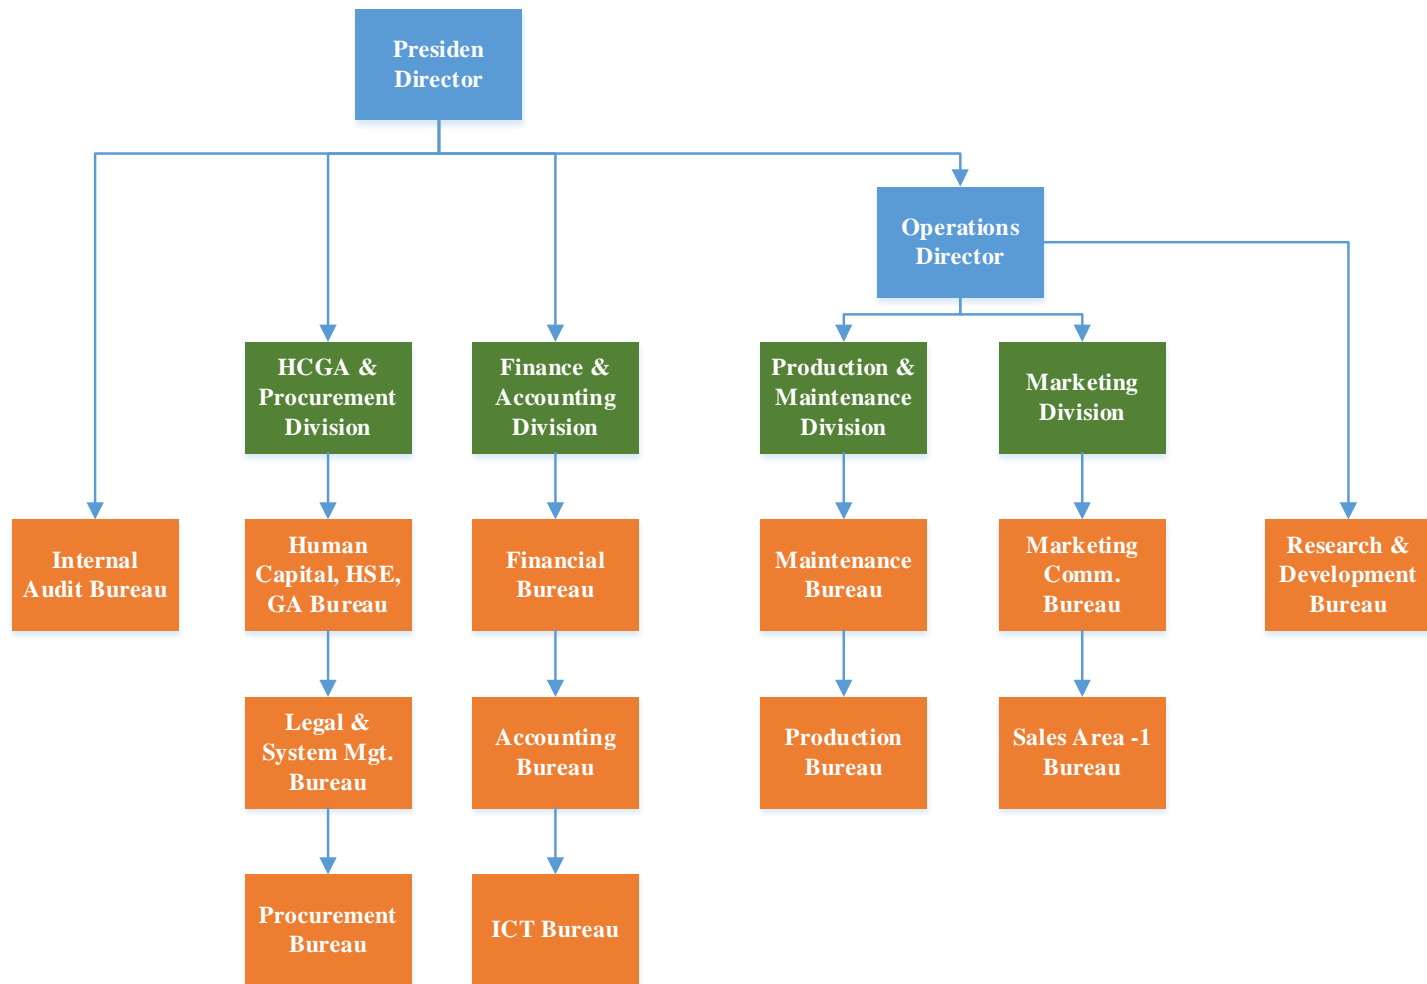 Presiden
Director
Operations
Director
HCGA &
Procurement
Division
Finance &
Accounting
Division
Production &
Maintenance
Division
Marketing
Division
Internal
Audit Bureau
Human
Capital, HSE,
GA Bureau
Financial
Bureau
Maintenance
Bureau
Marketing
Comm.
Bureau
Research &
Development
Bureau
Legal &
System Mgt.
Bureau
Accounting
Bureau
Production
Bureau
Sales Area -1
Bureau
Procurement
Bureau
ICT Bureau